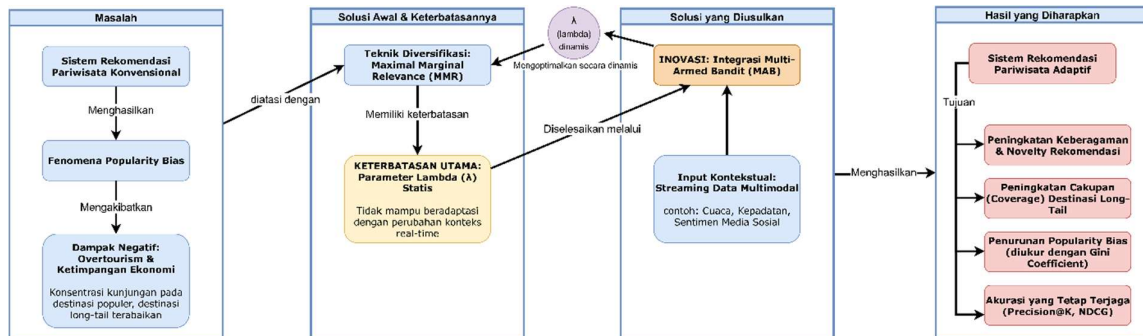 Masalah
Sistem Rekomendasi
Pariwisata Konvensional
Menghasilkan
Fenomena Popularity Bias
Mengakibatkan
Dampak Negatif:
Overtourism &
Ketimpangan Ekonomi
Konsentrasi kunjungan pada
destinasi populer, destinasi
long-tail terabaikan
diatasi dengan
Solusi Awal & Keterbatasannya
Teknik Diversifikasi:
Maximal Marginal
Relevance (MMR)
Memiliki keterbatasan
KETERBATASAN UTAMA:
Parameter Lambda (λ)
Statis
Tidak mampu beradaptasi
dengan perubahan konteks
real-time
λ
(lambda)
dinamis
Mengoptimalkan secara dinamis
Diselesaikan melalui
Solusi yang Diusulkan
INOVASI: Integrasi Multi-
Armed Bandit (MAB)
Input Kontekstual:
Streaming Data Multimodal
contoh: Cuaca, Kepadatan,
Sentimen Media Sosial
Menghasilkan
Hasil yang Diharapkan
Sistem Rekomendasi
Pariwisata Adaptif
Tujuan
Peningkatan Keberagaman
& Novelty Rekomendasi
Peningkatan Cakupan
(Coverage) Destinasi Long-
Tail
Penurunan Popularity Bias
(diukur dengan Gini
Coefficient)
Akurasi yang Tetap Terjaga
(Precision@K, NDCG)